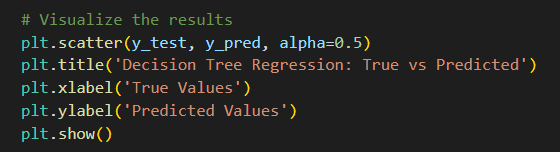 # Visualize the results
plt.scatter(y_test, y_pred, alpha=0.5)
plt.title('Decision Tree Regression: True vs Predicted')
plt.xlabel('True Values')
plt.ylabel('Predicted Values')
plt.show()